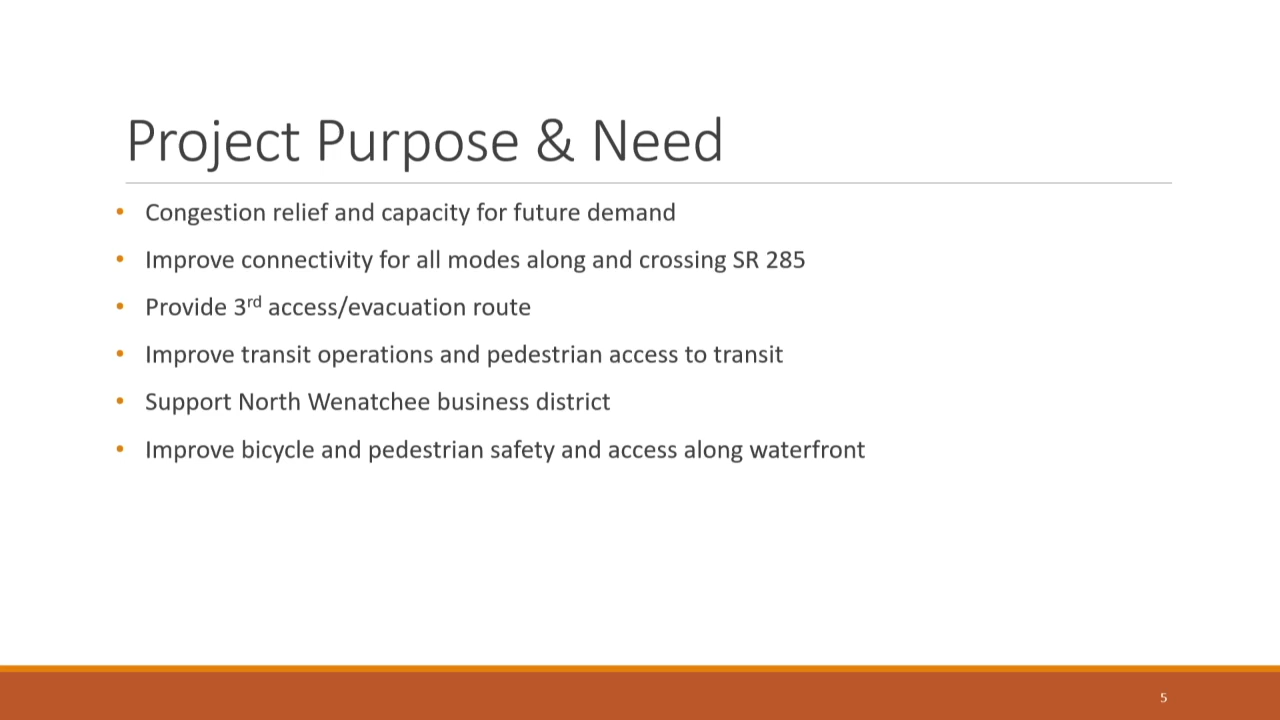 Project Purpose & Need
• Congestion relief and capacity for future demand
• Improve connectivity for all modes along and crossing SR 285
• Provide 3rd access/evacuation route
• Improve transit operations and pedestrian access to transit
• Support North Wenatchee business district
• Improve bicycle and pedestrian safety and access along waterfront
5